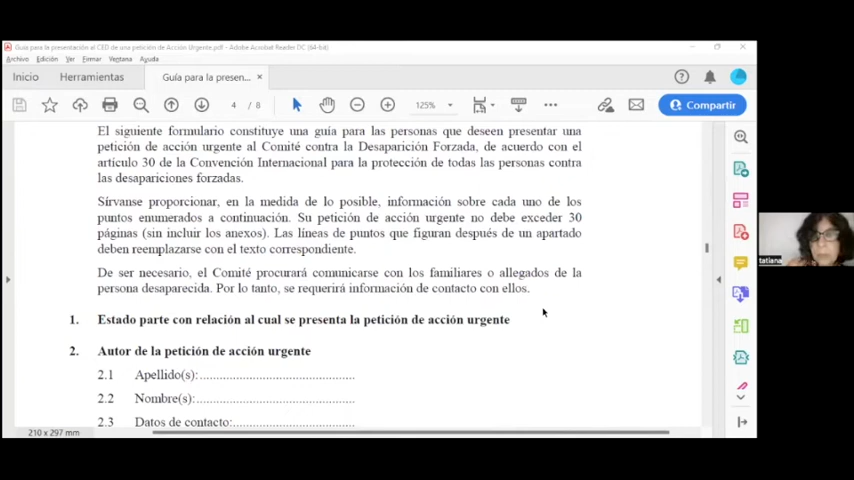 Guía para la presentación al CED de una petición de Acción Urgente.pdf - Adobe Acrobat Reader DC (64-bit)
Archivo Edición Ver Firmar Ventana Ayuda
Inicio Herramientas Guía para la presen... ×
4 / 8 125% Compartir
El siguiente formulario constituye una guía para las personas que deseen presentar una
petición de acción urgente al Comité contra la Desaparición Forzada, de acuerdo con el
artículo 30 de la Convención Internacional para la protección de todas las personas contra
las desapariciones forzadas.
Sírvanse proporcionar, en la medida de lo posible, información sobre cada uno de los
puntos enumerados a continuación. Su petición de acción urgente no debe exceder 30
páginas (sin incluir los anexos). Las líneas de puntos que figuran después de un apartado
deben reemplazarse con el texto correspondiente.
De ser necesario, el Comité procurará comunicarse con los familiares o allegados de la
persona desaparecida. Por lo tanto, se requerirá información de contacto con ellos.
1. Estado parte con relación al cual se presenta la petición de acción urgente
2. Autor de la petición de acción urgente
2.1 Apellido(s):..............................................
2.2 Nombre(s):..............................................
2.3 Datos de contacto:....................................
210 x 297 mm
tatiana